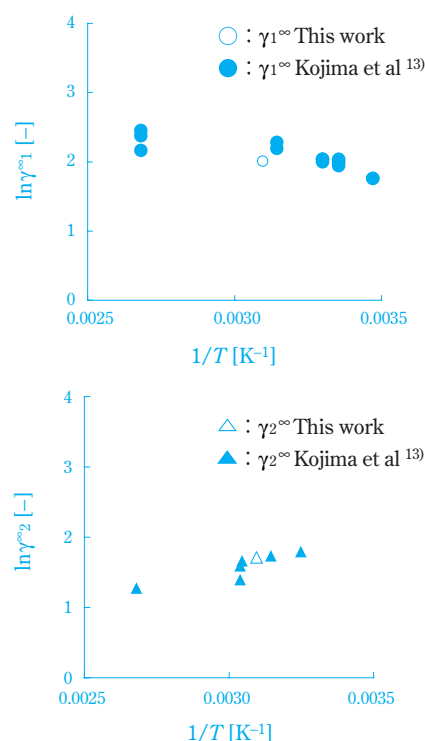 4
○ : γ1∞ This work
● : γ1∞ Kojima et al 13)
3
lnγ∞1 [–]
2
1
0
0.0025 0.0030 0.0035
1/T [K–1]
4
△ : γ2∞ This work
▲ : γ2∞ Kojima et al 13)
3
lnγ∞2 [–]
2
1
0
0.0025 0.0030 0.0035
1/T [K–1]